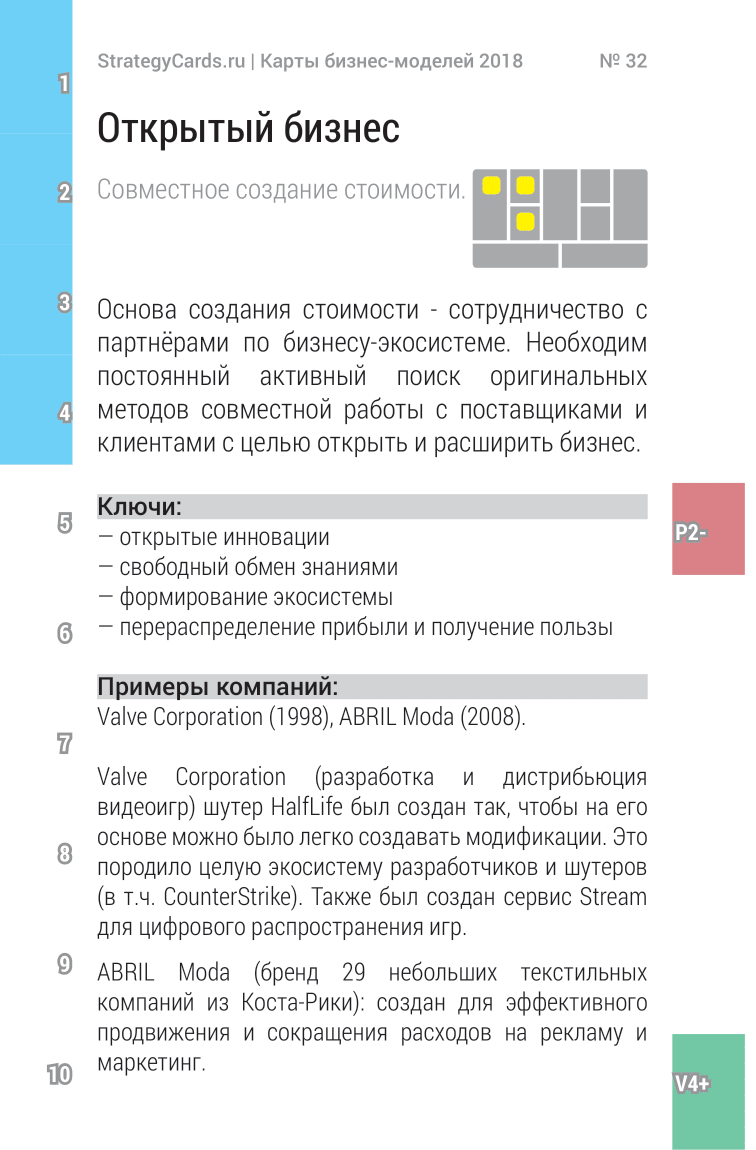 StrategyCards.ru | Карты бизнес-моделей 2018 № 32
1
Открытый бизнес
2
Совместное создание стоимости.
3
Основа создания стоимости - сотрудничество с
партнёрами по бизнесу-экосистеме. Необходим
постоянный активный поиск оригинальных
4
методов совместной работы с поставщиками и
клиентами с целью открыть и расширить бизнес.
Ключи:
5
— открытые инновации
P2-
— свободный обмен знаниями
— формирование экосистемы
6
— перераспределение прибыли и получение пользы
Примеры компаний:
Valve Corporation (1998), ABRIL Moda (2008).
7
Valve Corporation (разработка и дистрибьюция
видеоигр) шутер HalfLife был создан так, чтобы на его
основе можно было легко создавать модификации. Это
8
породило целую экосистему разработчиков и шутеров
(в т.ч. CounterStrike). Также был создан сервис Stream
для цифрового распространения игр.
9
ABRIL Moda (бренд 29 небольших текстильных
компаний из Коста-Рики): создан для эффективного
продвижения и сокращения расходов на рекламу и
маркетинг.
10
V4+